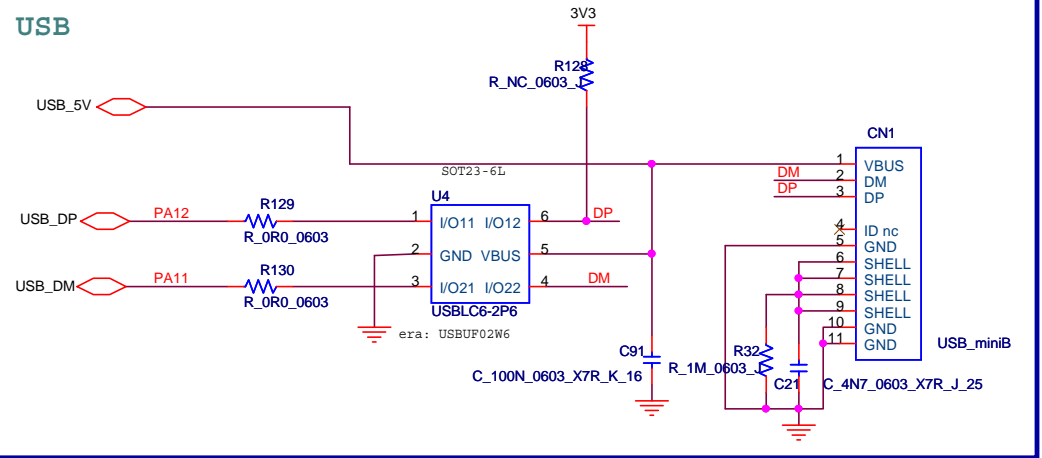 USB
3V3
R128
R_NC_0603_J
USB_5V
CN1
SOT23-6L
U4
1 VBUS
DM 2 DM
DP 3 DP
4 ID nc
5 GND
6 SHELL
7 SHELL
8 SHELL
9 SHELL
10 GND
11 GND
USB_miniB
USB_DP PA12 R129
R_0R0_0603
1 I/O11 I/O12 6 DP
2 GND VBUS 5
USB_DM PA11 R130
R_0R0_0603
3 I/O21 I/O22 4 DM
USBLC6-2P6
era: USBUF02W6
C91
C_100N_0603_X7R_K_16
R32
R_1M_0603_J
C21
C_4N7_0603_X7R_J_25